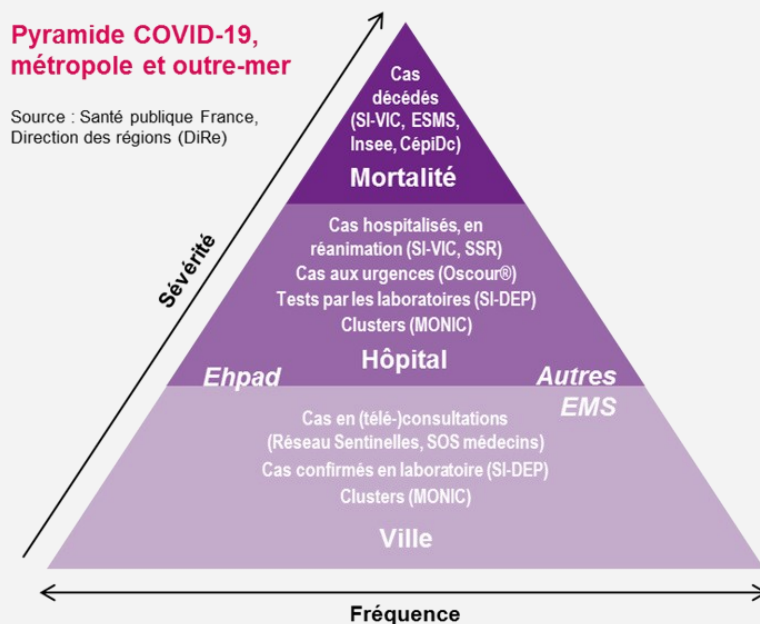 Pyramide COVID-19,
métropole et outre-mer
Source : Santé publique France,
Direction des régions (DiRe)
Cas
décédés
(SI-VIC, ESMS,
Insee, CépiDc)
Mortalité
Sévérité
Cas hospitalisés, en
réanimation (SI-VIC, SSR)
Cas aux urgences (Oscour®)
Tests par les laboratoires (SI-DEP)
Clusters (MONIC)
Hôpital
Ehpad
Autres
EMS
Cas en (télé-)consultations
(Réseau Sentinelles, SOS médecins)
Cas confirmés en laboratoire (SI-DEP)
Clusters (MONIC)
Ville
Fréquence